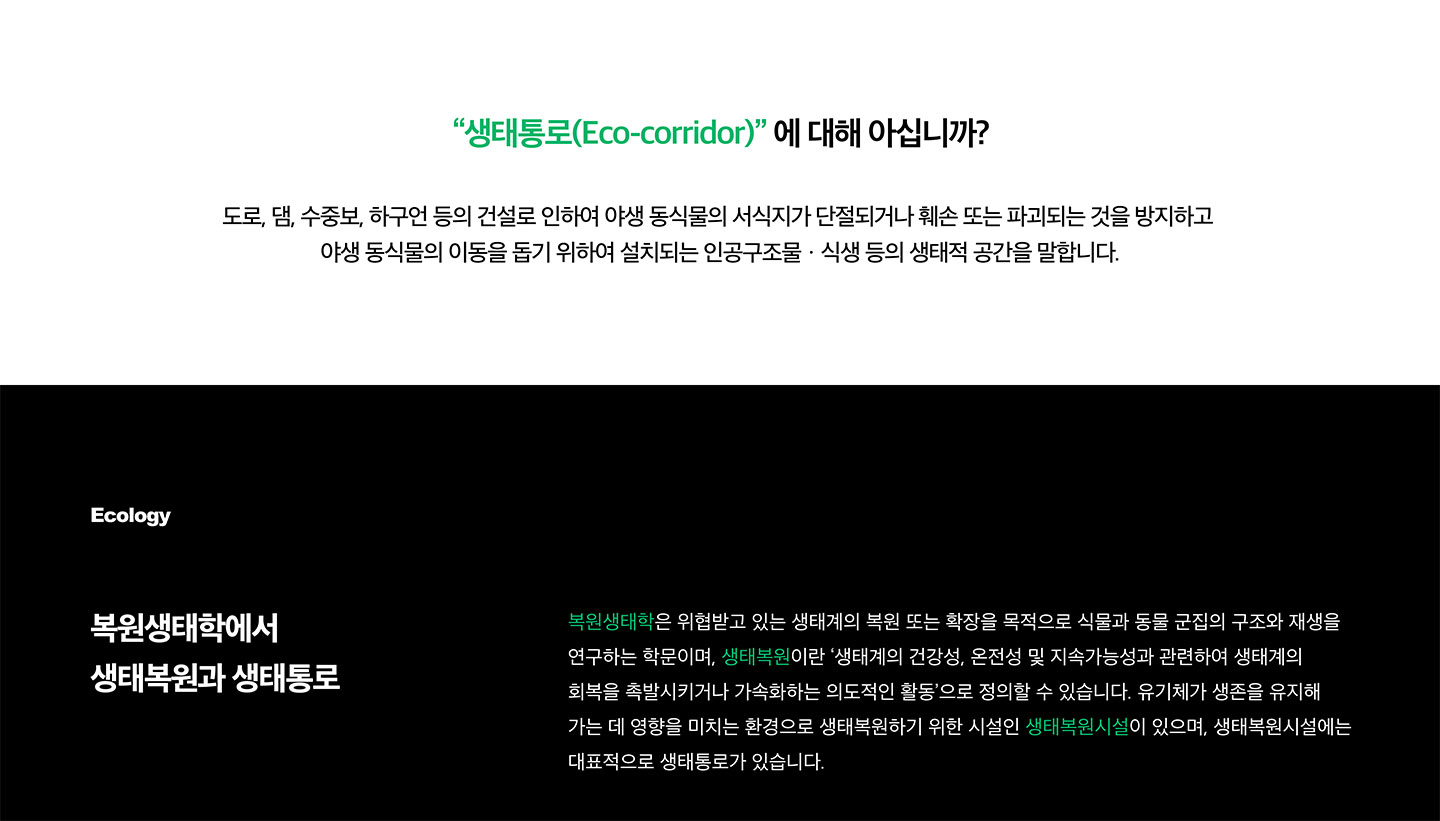 “생태통로(Eco-corridor)” 에 대해 아십니까?
도로, 댐, 수중보, 하구언 등의 건설로 인하여 야생 동식물의 서식지가 단절되거나 훼손 또는 파괴되는 것을 방지하고
야생 동식물의 이동을 돕기 위하여 설치되는 인공구조물 · 식생 등의 생태적 공간을 말합니다.
Ecology
복원생태학에서
생태복원과 생태통로
복원생태학은 위협받고 있는 생태계의 복원 또는 확장을 목적으로 식물과 동물 군집의 구조와 재생을
연구하는 학문이며, 생태복원이란 ‘생태계의 건강성, 온전성 및 지속가능성과 관련하여 생태계의
회복을 촉발시키거나 가속화하는 의도적인 활동’으로 정의할 수 있습니다. 유기체가 생존을 유지해
가는 데 영향을 미치는 환경으로 생태복원하기 위한 시설인 생태복원시설이 있으며, 생태복원시설에는
대표적으로 생태통로가 있습니다.